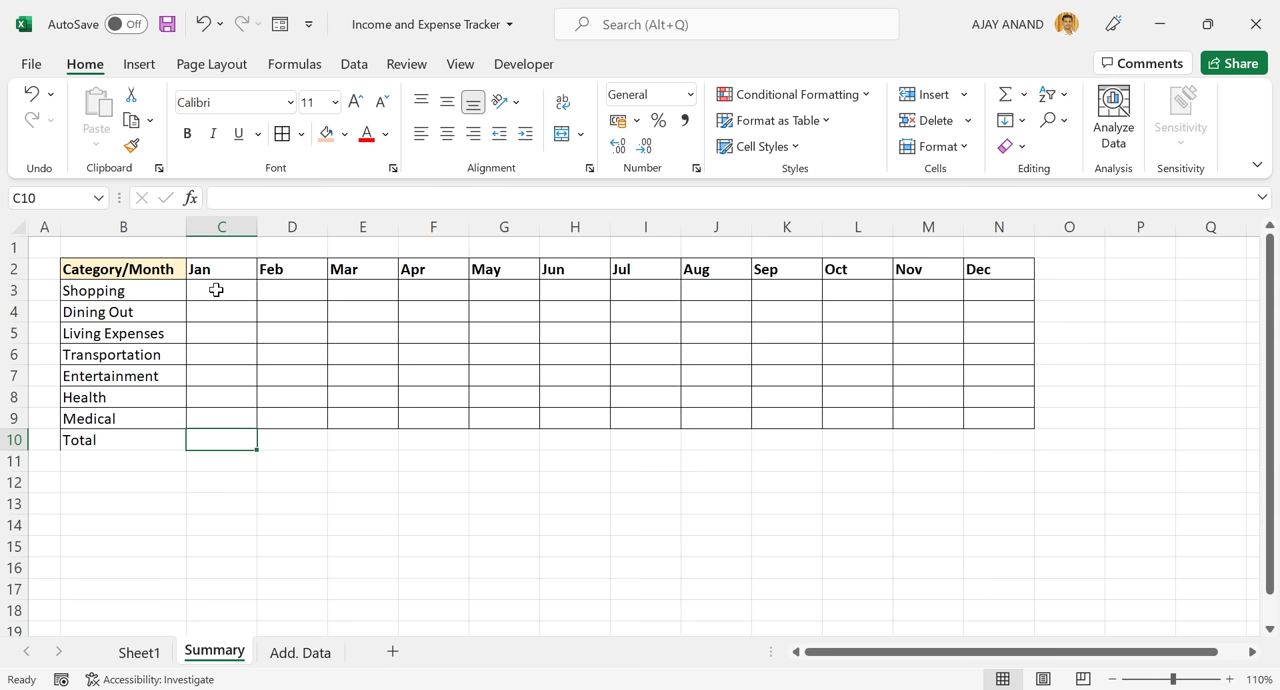 AutoSave Off Income and Expense Tracker Search (Alt+Q) AJAY ANAND
File Home Insert Page Layout Formulas Data Review View Developer Comments Share
Undo
Paste
Clipboard
Calibri 11
B I U A
Font
ab
Alignment
General
%
Number
Conditional Formatting
Format as Table
Cell Styles
Styles
Insert
Delete
Format
Cells
Editing
Analyze
Data
Analysis
Sensitivity
Sensitivity
C10 fx
A B C D E F G H I J K L M N O P Q
1
2 Category/Month Jan Feb Mar Apr May Jun Jul Aug Sep Oct Nov Dec
3 Shopping
4 Dining Out
5 Living Expenses
6 Transportation
7 Entertainment
8 Health
9 Medical
10 Total
11
12
13
14
15
16
17
18
19
Sheet1 Summary Add. Data
Ready Accessibility: Investigate 110%